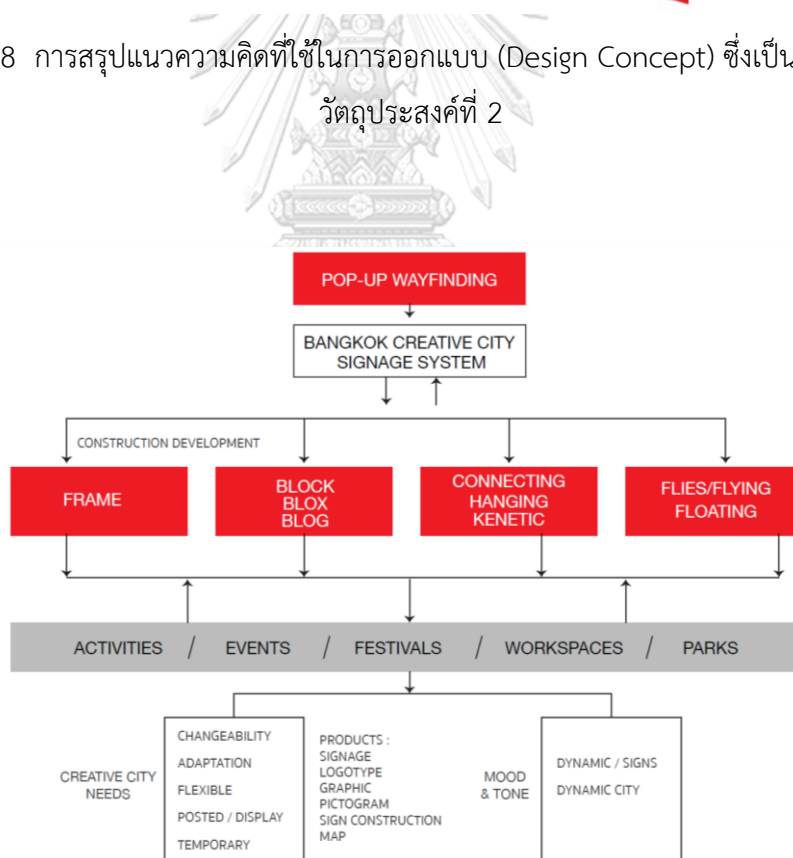 8 การสรุปแนวความคิดที่ใช้ในการออกแบบ (Design Concept) ซึ่งเป็น
วัตถุประสงค์ที่ 2
POP-UP WAYFINDING
BANGKOK CREATIVE CITY
SIGNAGE SYSTEM
CONSTRUCTION DEVELOPMENT
FRAME
BLOCK
BLOX
BLOG
CONNECTING
HANGING
KENETIC
FLIES/FLYING
FLOATING
ACTIVITIES / EVENTS / FESTIVALS / WORKSPACES / PARKS
CREATIVE CITY
NEEDS
CHANGEABILITY
ADAPTATION
FLEXIBLE
POSTED / DISPLAY
TEMPORARY
PRODUCTS :
SIGNAGE
LOGOTYPE
GRAPHIC
PICTOGRAM
SIGN CONSTRUCTION
MAP
MOOD
& TONE
DYNAMIC / SIGNS
DYNAMIC CITY